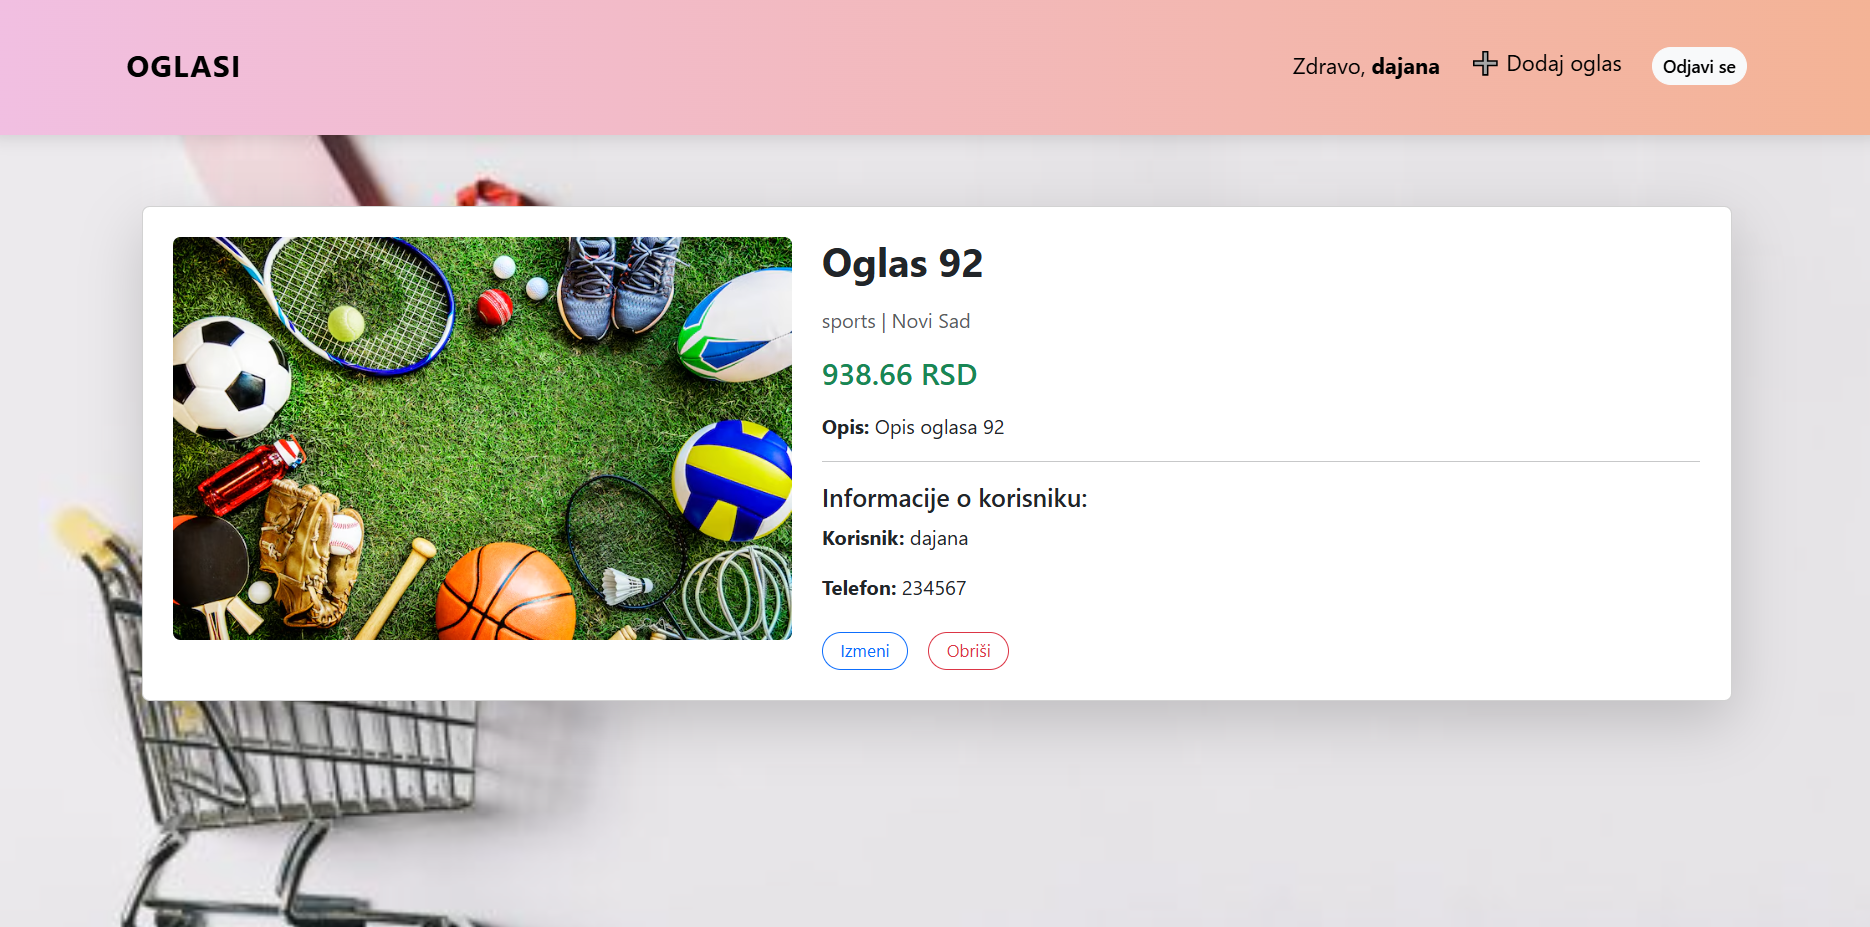 OGLASI
Zdravo, dajana
Dodaj oglas
Odjavi se
Oglas 92
sports | Novi Sad
938.66 RSD
Opis: Opis oglasa 92
Informacije o korisniku:
Korisnik: dajana
Telefon: 234567
Izmeni
Obriši